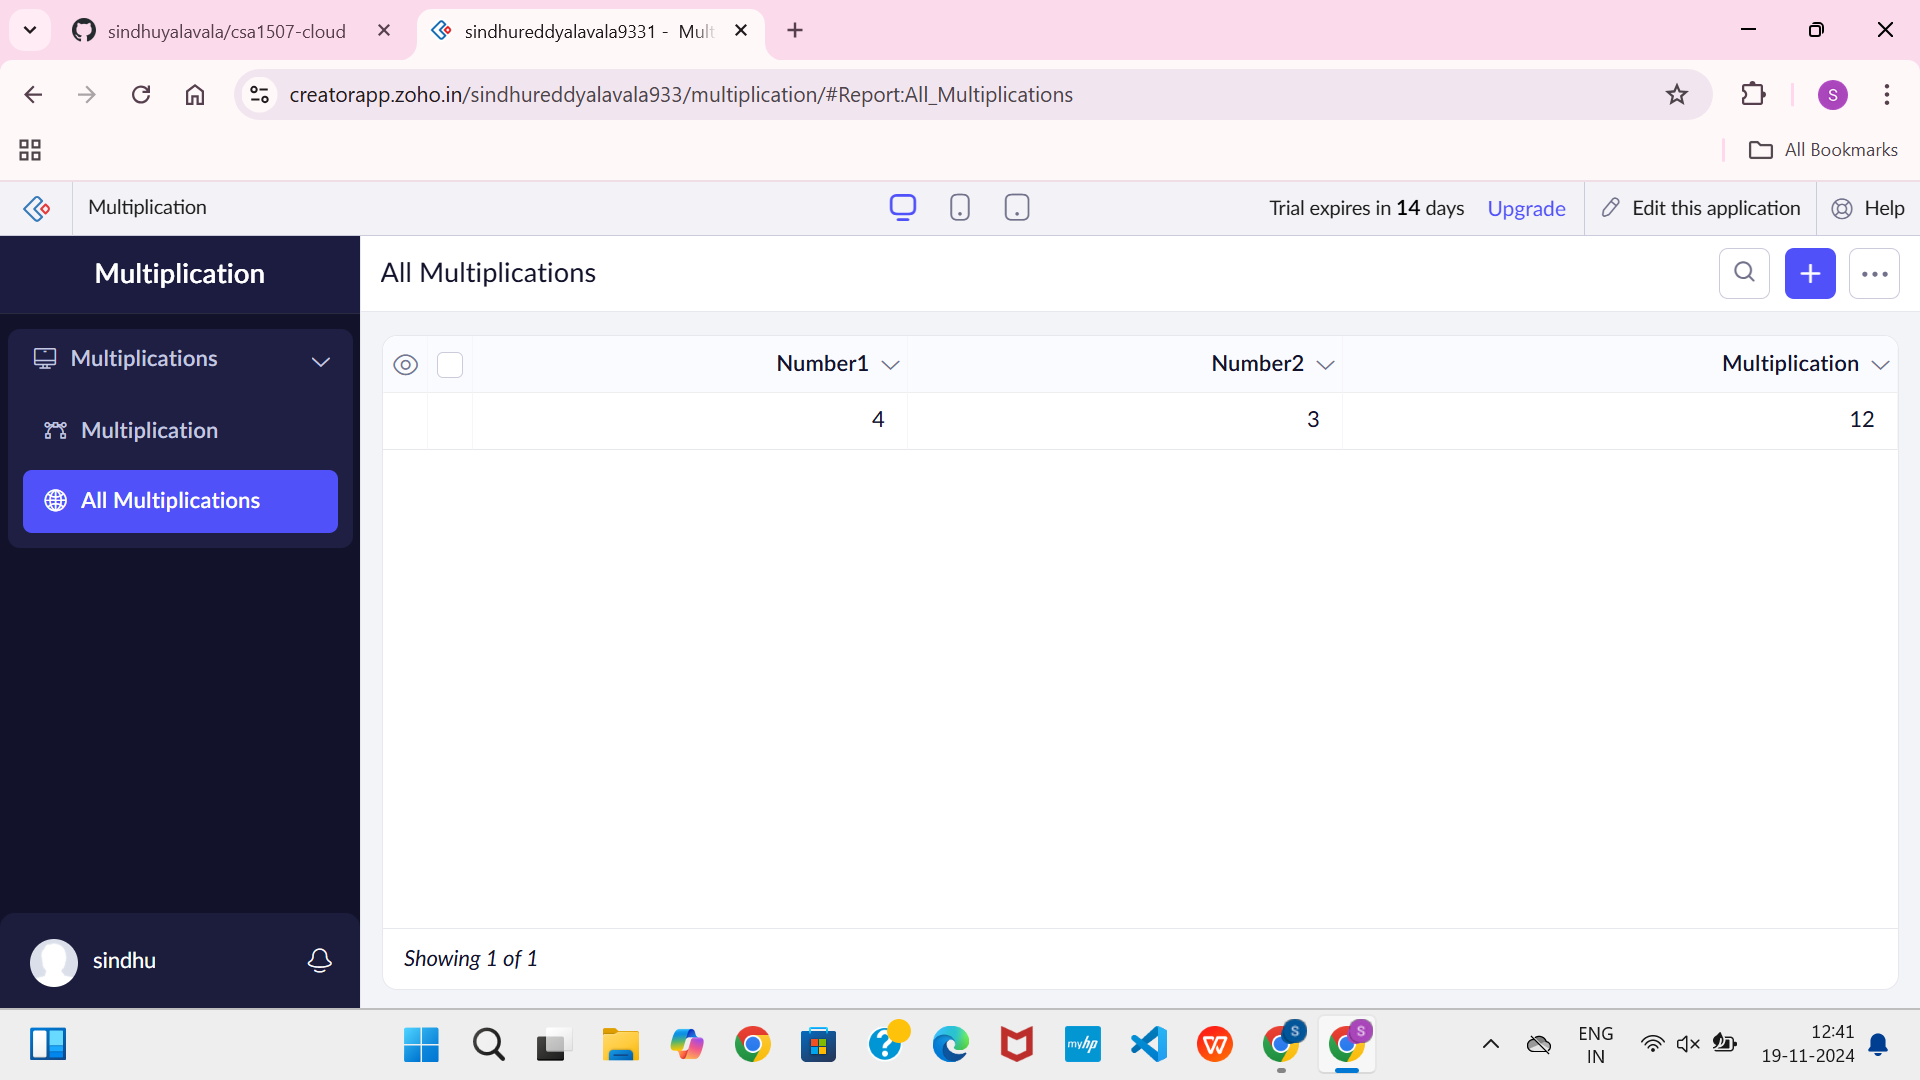 sindhuyalavala/csa1507-cloud
sindhureddyalavala9331 - Mult
creatorapp.zoho.in/sindhureddyalavala933/multiplication/#Report:All_Multiplications
S
All Bookmarks
Multiplication
Trial expires in 14 days
Upgrade
Edit this application
Help
Multiplication
All Multiplications
Multiplications
Multiplication
All Multiplications
Number1
Number2
Multiplication
4
3
12
Showing 1 of 1
sindhu
?
myhp
W
S
S
ENG
IN
12:41
19-11-2024